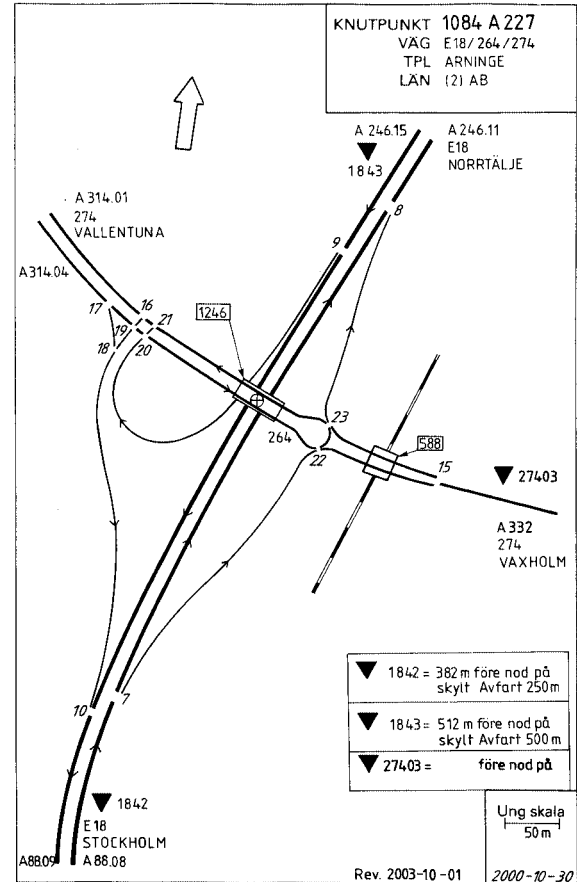 KNUTPUNKT 1084 A 227
VÄG E18/264/274
TPL ARNINGE
LÄN (2) AB
A 246.15
1843
A 246.11
E18
NORRTÄLJE
A 314.01
274
VALLENTUNA
A314.04
8
9
17
16
19
21
18
20
1246
264
23
22
588
15
27403
A 332
274
VAXHOLM
10
7
1842 = 382 m före nod på
skylt Avfart 250m
1843 = 512 m före nod på
skylt Avfart 500m
27403 = före nod på
1842
E18
STOCKHOLM
A88.09
A 88.08
Ung skala
50 m
Rev. 2003-10-01
2000-10-30